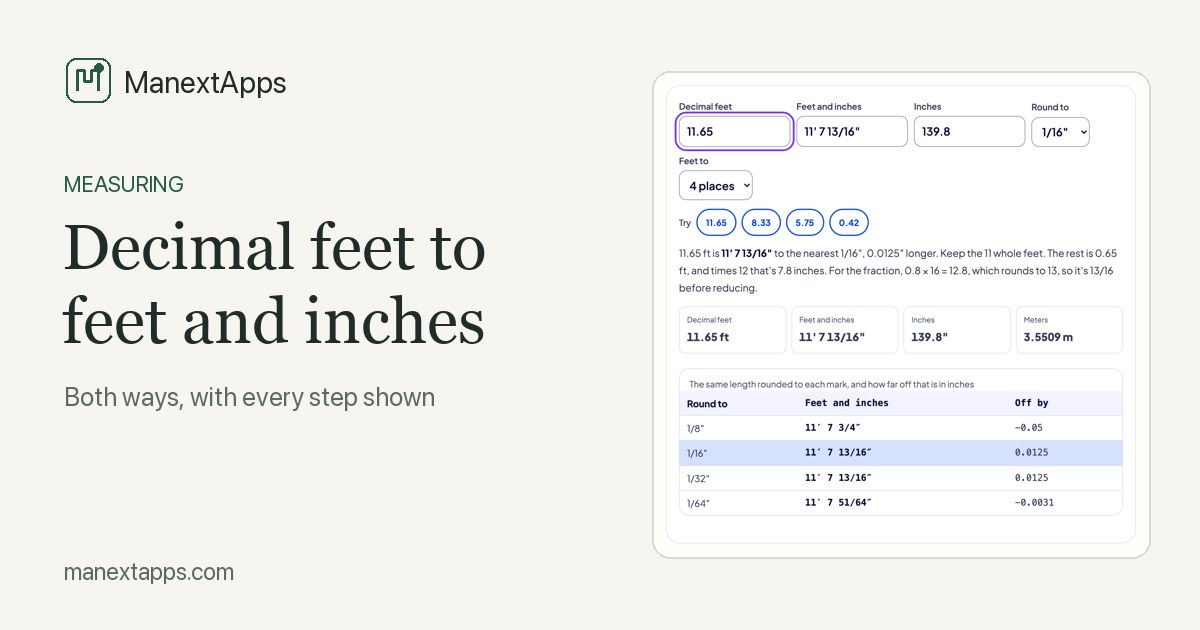 ManextApps
MEASURING
Decimal feet to
feet and inches
Both ways, with every step shown
manextapps.com
Decimal feet Feet and inches Inches Round to
11.65 11' 7 13/16" 139.8 1/16"
Feet to
4 places
Try 11.65 8.33 5.75 0.42
11.65 ft is 11' 7 13/16" to the nearest 1/16", 0.0125" longer. Keep the 11 whole feet. The rest is 0.65
ft, and times 12 that's 7.8 inches. For the fraction, 0.8 × 16 = 12.8, which rounds to 13, so it's 13/16
before reducing.
Decimal feet Feet and inches Inches Meters
11.65 ft 11' 7 13/16" 139.8" 3.5509 m
The same length rounded to each mark, and how far off that is in inches
Round to Feet and inches Off by
1/8" 11′ 7 3/4″ −0.05
1/16" 11′ 7 13/16″ 0.0125
1/32" 11′ 7 13/16″ 0.0125
1/64" 11′ 7 51/64″ −0.0031